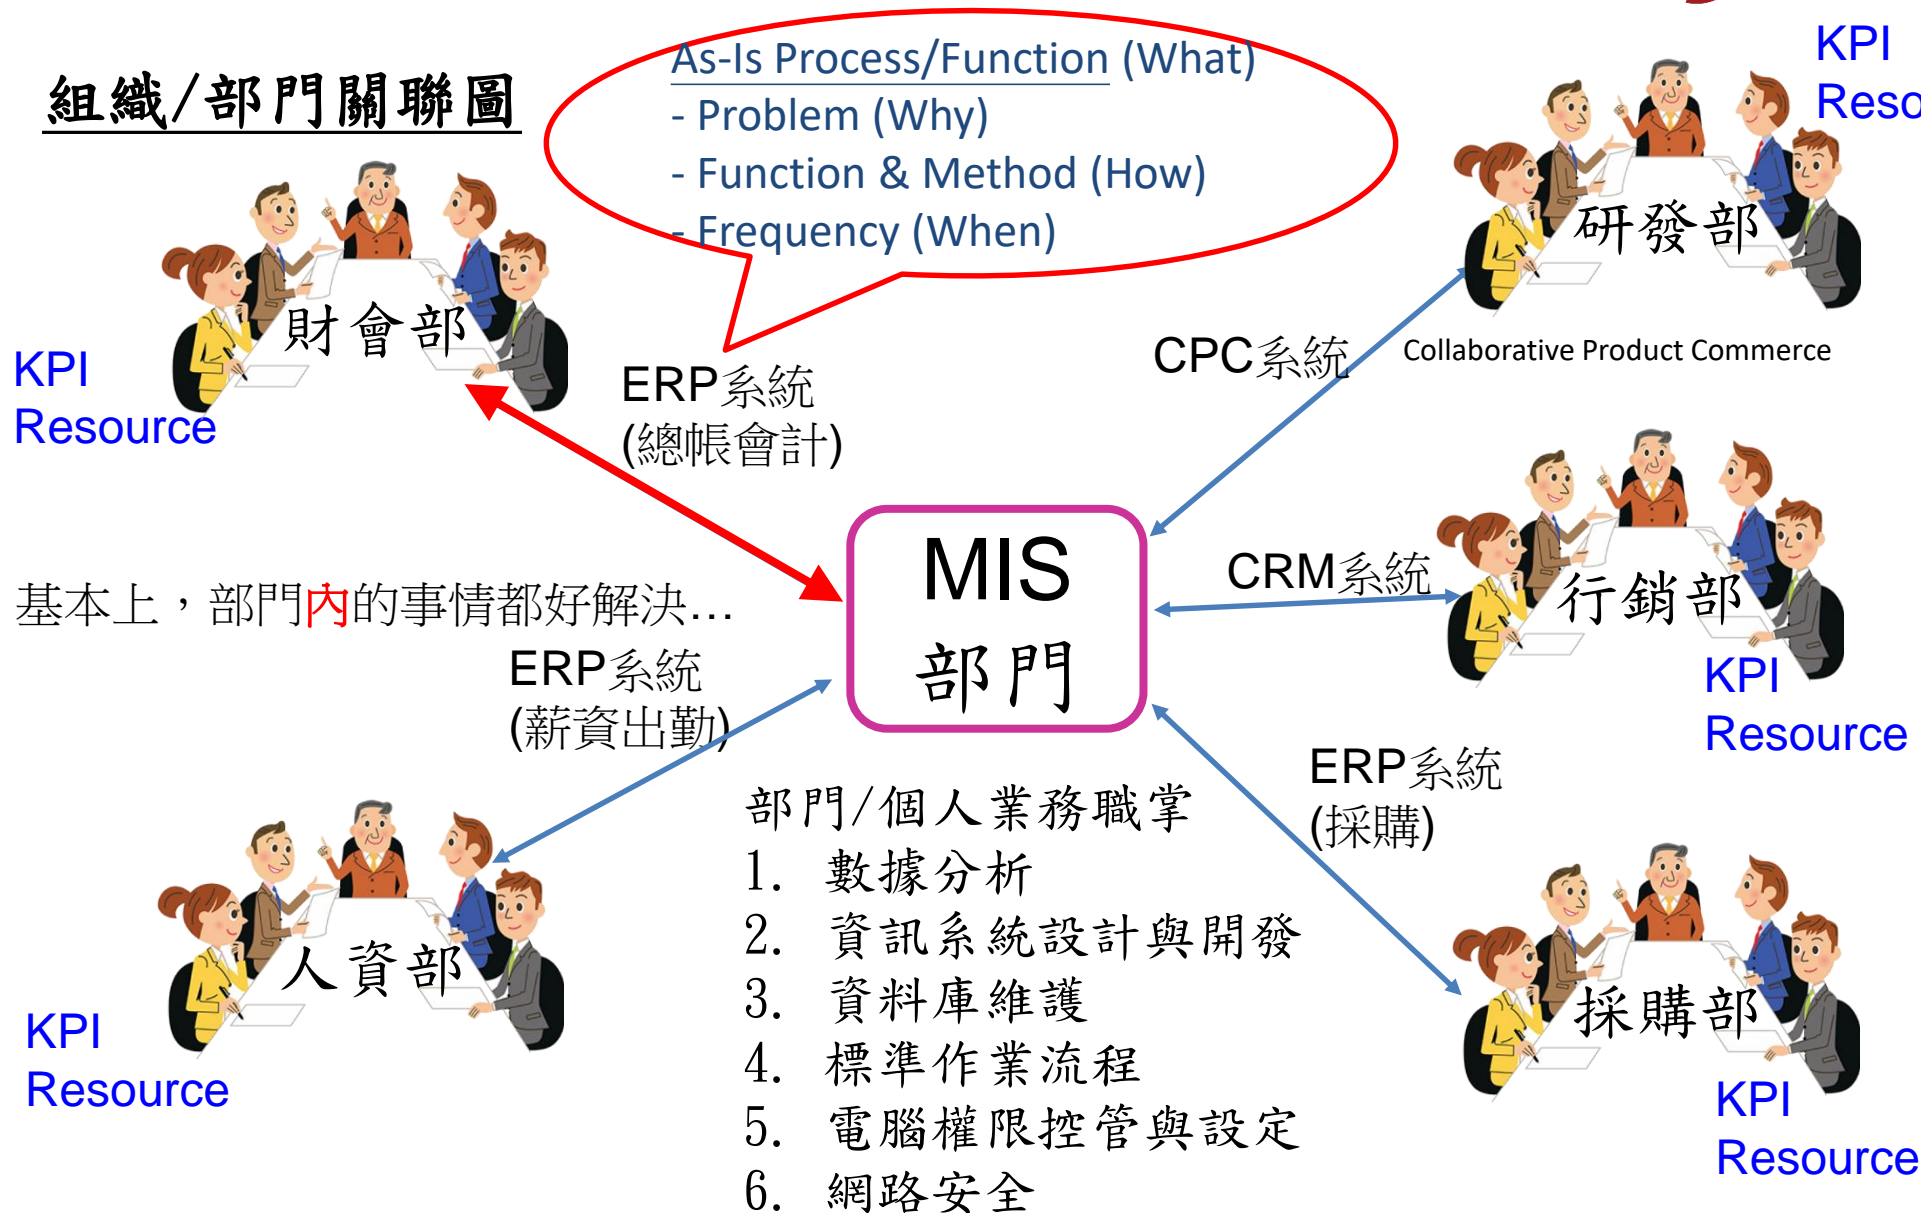 組織/部門關聯圖
As-Is Process/Function (What)
- Problem (Why)
- Function & Method (How)
- Frequency (When)
KPI
研發部
Collaborative Product Commerce
CPC系統
財會部
KPI
Resource
ERP系統
(總帳會計)
MIS
部門
CRM系統
行銷部
KPI
Resource
基本上，部門內的事情都好解決…
ERP系統
(薪資出勤)
人資部
KPI
Resource
ERP系統
(採購)
採購部
KPI
Resource
部門/個人業務職掌
1. 數據分析
2. 資訊系統設計與開發
3. 資料庫維護
4. 標準作業流程
5. 電腦權限控管與設定
6. 網路安全